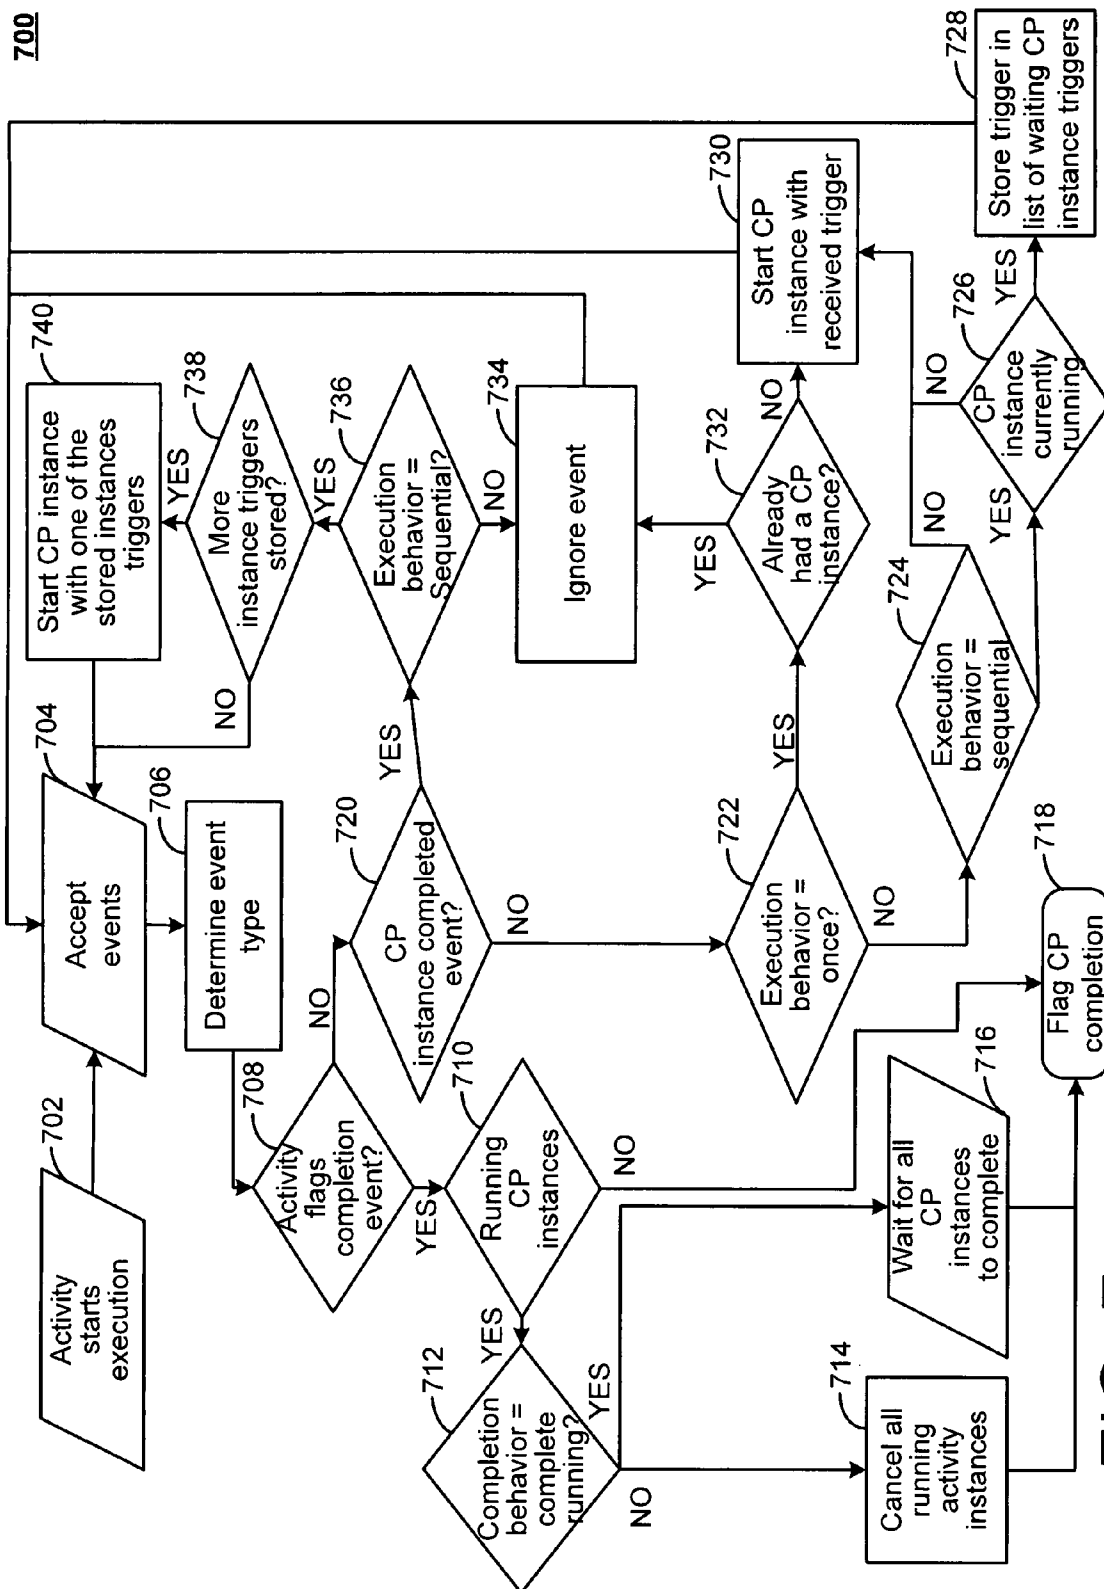 700
702
Activity
starts
execution
704
Accept
events
706
Determine event
type
708
Activity
flags
completion
event?
NO
YES
710
Running
CP
instances
NO
YES
712
Completion
behavior =
complete
running?
YES
NO
714
Cancel all
running
activity
instances
716
Wait for all
CP
instances
to complete
718
Flag CP
completion
720
CP
instance completed
event?
YES
NO
722
Execution
behavior =
once?
YES
NO
724
Execution
behavior =
sequential
NO
YES
726
CP
instance
currently
running
NO
YES
728
Store trigger in
list of waiting CP
instance triggers
730
Start CP
instance with
received trigger
732
Already
had a CP
instance?
NO
YES
734
Ignore event
736
Execution
behavior =
Sequential?
YES
NO
738
More
instance triggers
stored?
YES
NO
740
Start CP instance
with one of the
stored instances
triggers